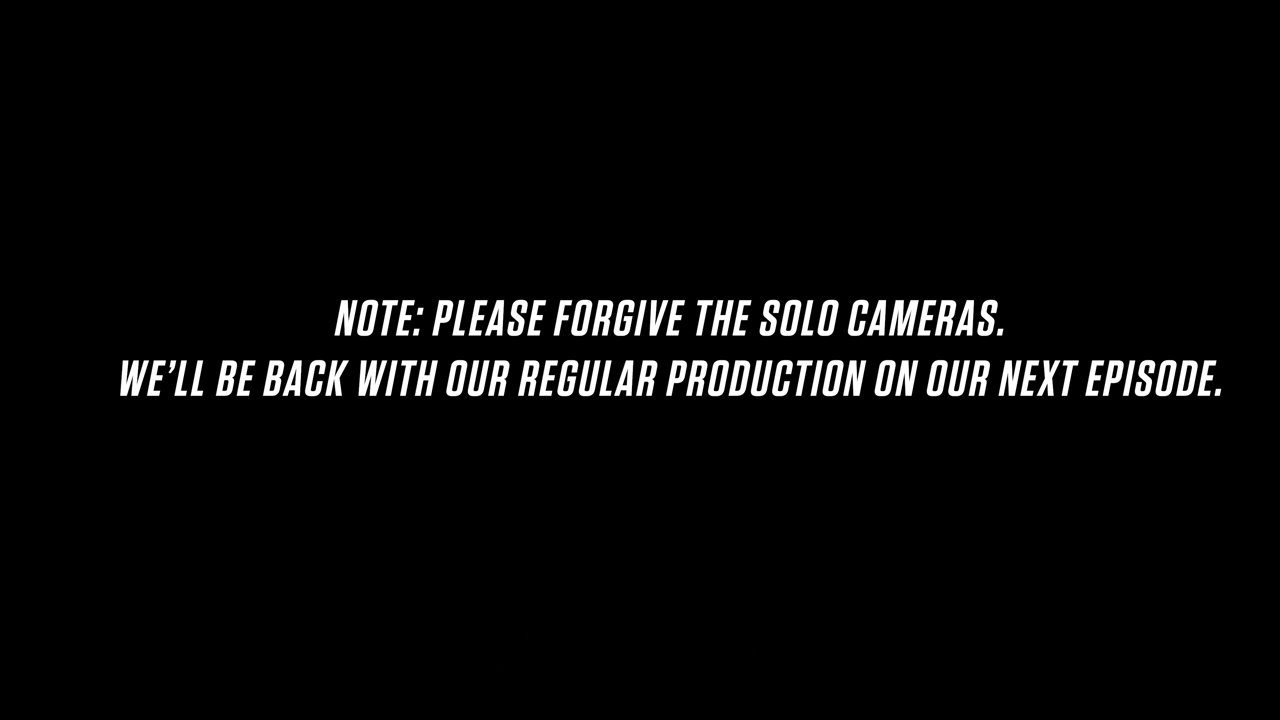 NOTE: PLEASE FORGIVE THE SOLO CAMERAS.
WE’LL BE BACK WITH OUR REGULAR PRODUCTION ON OUR NEXT EPISODE.